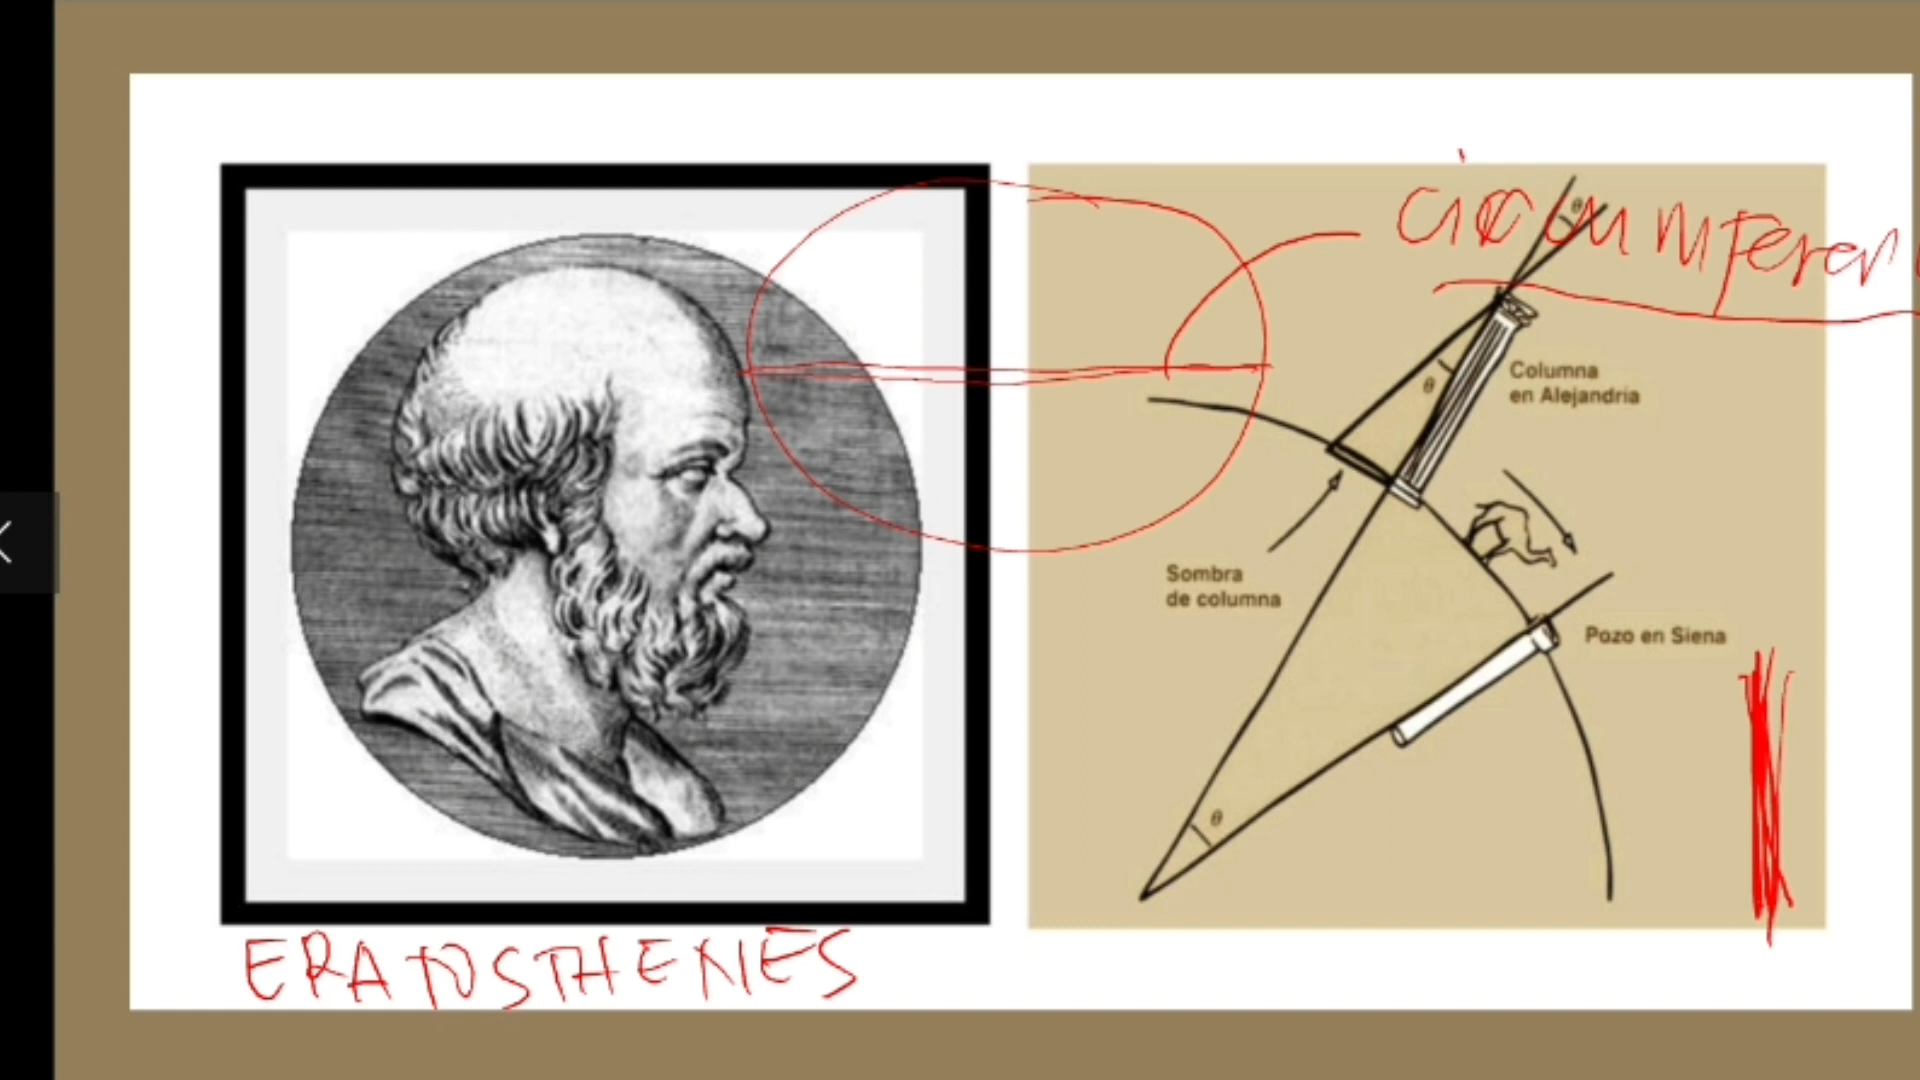 circumferen
θ
Columna
en Alejandría
θ
Sombra
de columna
Pozo en Siena
θ
ERATOSTHENES